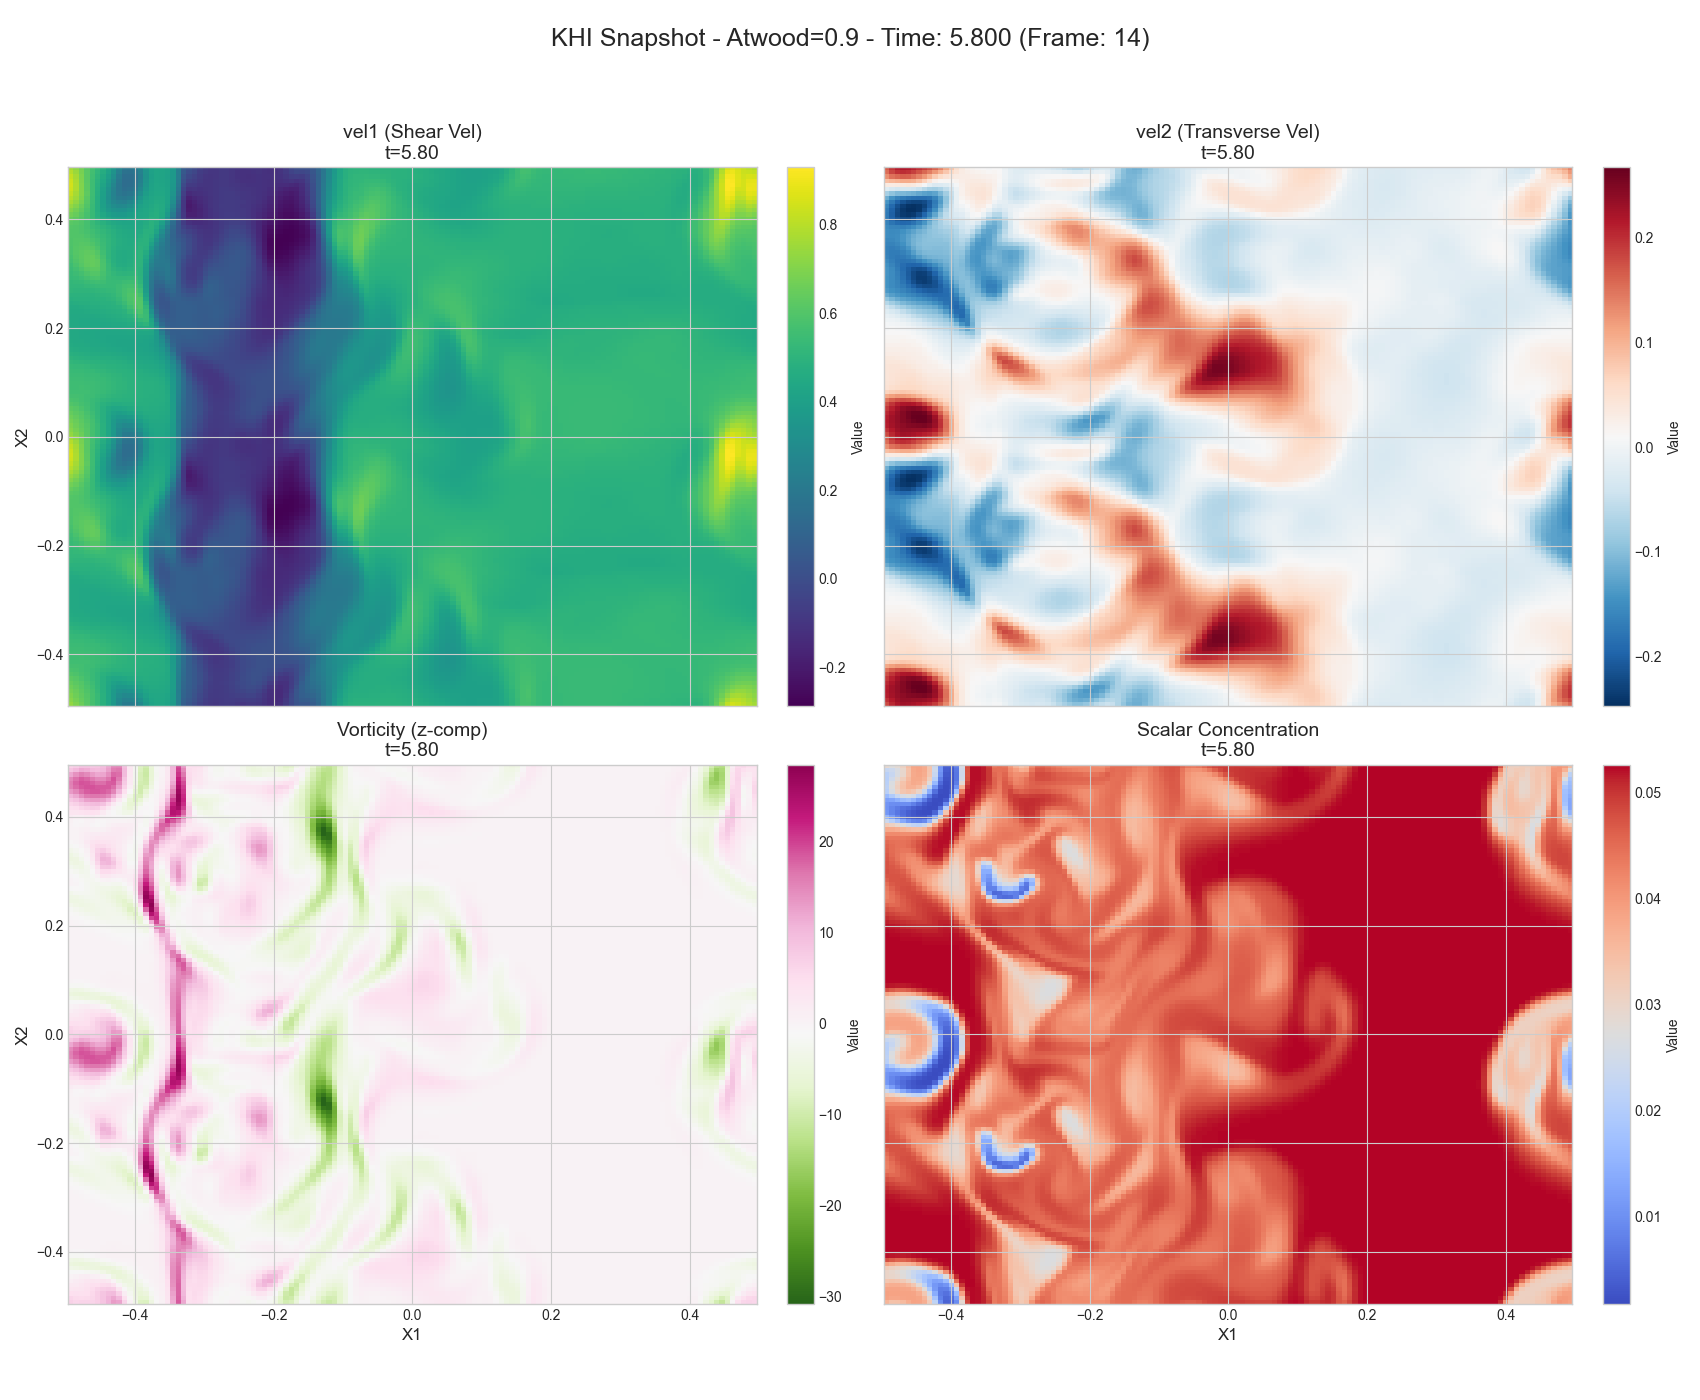 KHI Snapshot - Atwood=0.9 - Time: 5.800 (Frame: 14)
vel1 (Shear Vel)
t=5.80
X2
0.4
0.2
0.0
−0.2
−0.4
0.8
0.6
0.4
0.2
0.0
−0.2
Value
vel2 (Transverse Vel)
t=5.80
0.2
0.1
0.0
−0.1
−0.2
Value
Vorticity (z-comp)
t=5.80
X2
0.4
0.2
0.0
−0.2
−0.4
−0.4
−0.2
0.0
0.2
0.4
X1
20
10
0
−10
−20
−30
Value
Scalar Concentration
t=5.80
−0.4
−0.2
0.0
0.2
0.4
X1
0.05
0.04
0.03
0.02
0.01
Value